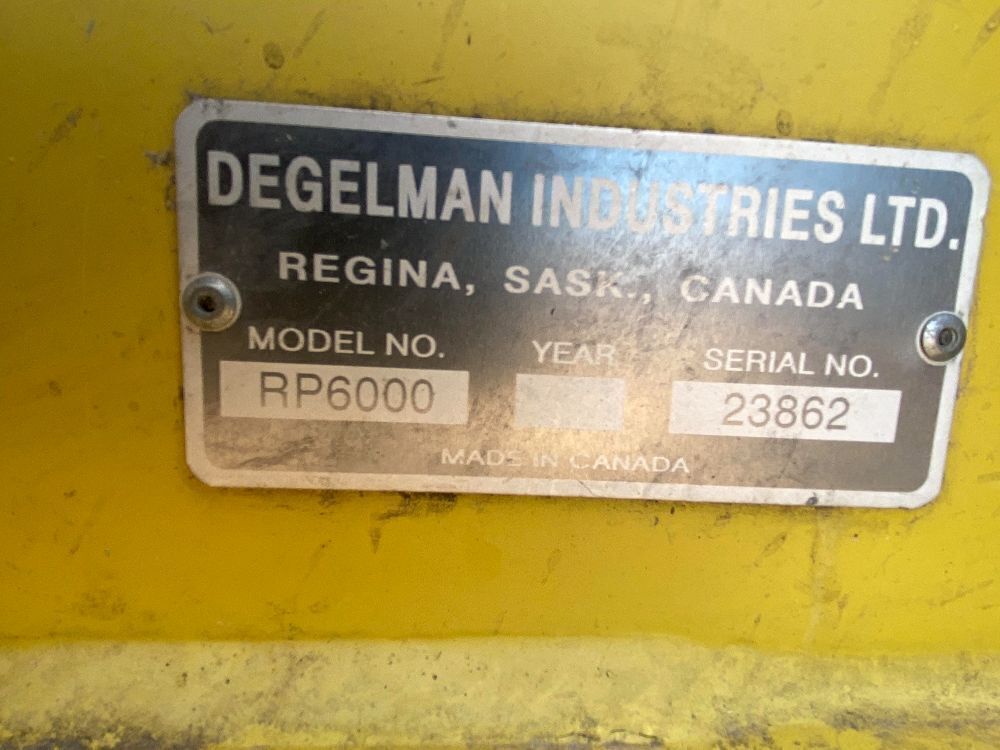 DEGELMAN INDUSTRIES LTD.
REGINA, SASK., CANADA
MODEL NO. YEAR SERIAL NO.
RP6000 23862
MADE IN CANADA